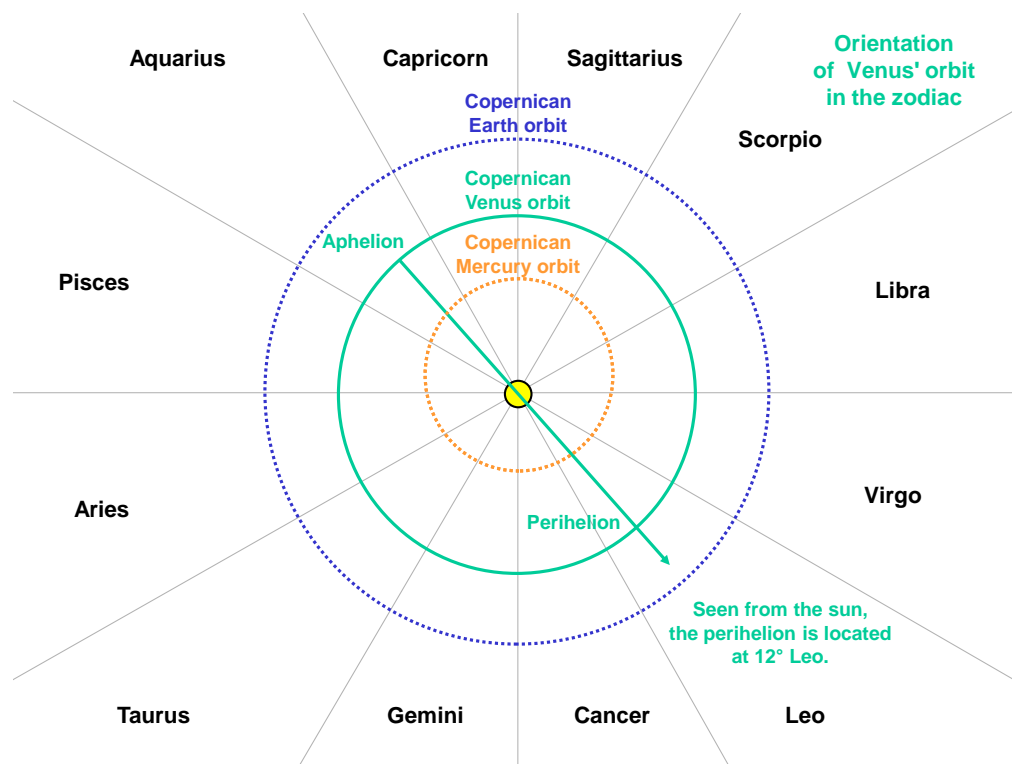 Orientation
of Venus' orbit
in the zodiac
Aquarius
Capricorn
Sagittarius
Copernican
Earth orbit
Scorpio
Copernican
Venus orbit
Aphelion
Copernican
Mercury orbit
Pisces
Libra
Aries
Virgo
Perihelion
Seen from the sun,
the perihelion is located
at 12° Leo.
Taurus
Gemini
Cancer
Leo